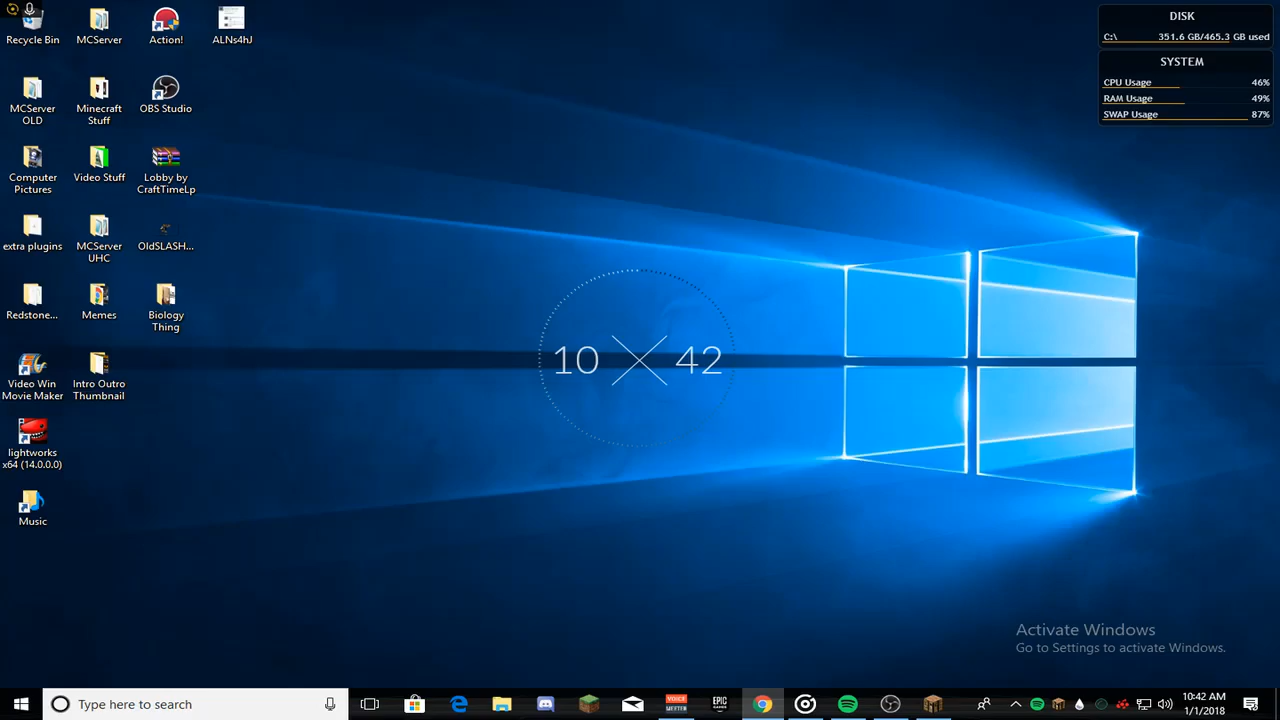 Recycle Bin
MCServer
Action!
ALNs4hJ
MCServer
OLD
Minecraft
Stuff
OBS Studio
Computer
Pictures
Video Stuff
Lobby by
CraftTimeLp
extra plugins
MCServer
UHC
OldSLASH...
Redstone...
Memes
Biology
Thing
Video Win
Movie Maker
Intro Outro
Thumbnail
lightworks
x64 (14.0.0.0)
Music
10 42
DISK
C:\ 351.6 GB/465.3 GB used
SYSTEM
CPU Usage 46%
RAM Usage 49%
SWAP Usage 87%
Activate Windows
Go to Settings to activate Windows.
Type here to search
VOICE
MEETER
EPIC
GAMES
10:42 AM
1/1/2018